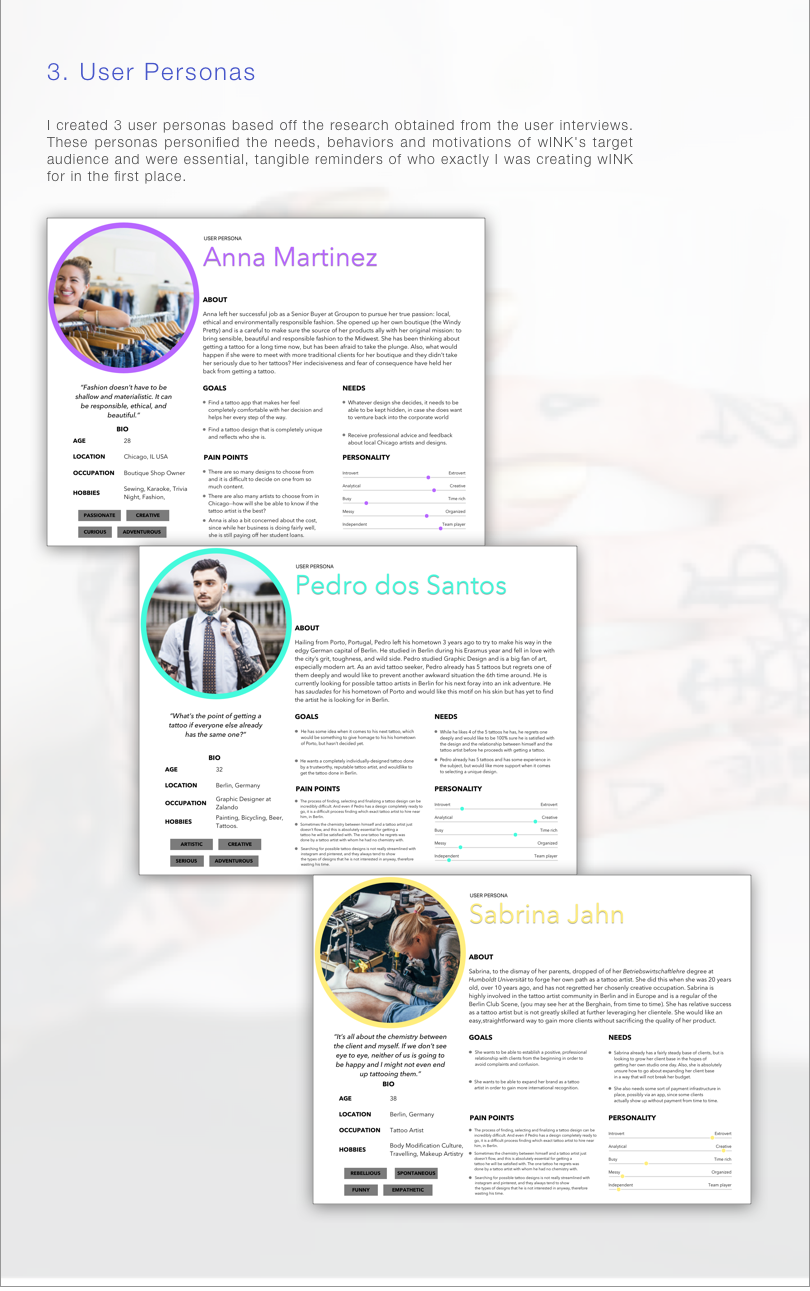 3. User Personas
I created 3 user personas based off the research obtained from the user interviews.
These personas personified the needs, behaviors and motivations of wINK's target
audience and were essential, tangible reminders of who exactly I was creating wINK
for in the first place.
USER PERSONA
Anna Martinez
ABOUT
Anna left her successful job as a Senior Buyer at Groupon to pursue her true passion: local,
ethical and environmentally responsible fashion. She opened up her own boutique (the Windy
Pretty) and is a careful to make sure the source of her products ally with her original mission: to
bring sensible, beautiful and responsible fashion to the Midwest. She has been thinking about
getting a tattoo for a long time now, but has been afraid to take the plunge. Also, what would
happen if she were to meet with more traditional clients for her boutique and they didn't take
her seriously due to her tattoos? Her indecisiveness and fear of consequence have held her
back from getting a tattoo.
"Fashion doesn't have to be
shallow and materialistic. It can
be responsible, ethical, and
beautiful."
BIO
AGE 28
LOCATION Chicago, IL USA
OCCUPATION Boutique Shop Owner
HOBBIES Sewing, Karaoke, Trivia
Night, Fashion,
PASSIONATE CREATIVE
CURIOUS ADVENTUROUS
GOALS
Find a tattoo app that makes her feel
completely comfortable with her decision and
helps her every step of the way.
Find a tattoo design that is completely unique
and reflects who she is.
NEEDS
Whatever design she decides, it needs to be
able to be kept hidden, in case she does want
to venture back into the corporate world
Receive professional advice and feedback
about local Chicago artists and designs.
PAIN POINTS
There are so many designs to choose from
and it is difficult to decide on one from so
much content.
There are also many artists to choose from in
Chicago--how will she be able to know if the
tattoo artist is the best?
Anna is also a bit concerned about the cost,
since while her business is doing fairly well,
she is still paying off her student loans.
PERSONALITY
Introvert Extrovert
Analytical Creative
Busy Time rich
Messy Organized
Independent Team player
USER PERSONA
Pedro dos Santos
ABOUT
Hailing from Porto, Portugal, Pedro left his hometown 3 years ago to try to make his way in the
edgy German capital of Berlin. He studied in Berlin during his Erasmus year and fell in love with
the city's grit, toughness, and wild side. Pedro studied Graphic Design and is a big fan of art,
especially modern art. As an avid tattoo seeker, Pedro already has 5 tattoos but regrets one of
them deeply and would like to prevent another awkward situation the 6th time around. He is
currently looking for possible tattoo artists in Berlin for his next foray into an ink adventure. He
has saudades for his hometown of Porto and would like this motif on his skin but has yet to find
the artist he is looking for in Berlin.
"What's the point of getting a
tattoo if everyone else already
has the same one?"
BIO
AGE 32
LOCATION Berlin, Germany
OCCUPATION Graphic Designer at
Zalando
HOBBIES Painting, Bicycling, Beer,
Tattoos.
ARTISTIC CREATIVE
SERIOUS ADVENTUROUS
GOALS
He has some idea when it comes to his next tattoo, which
would be something to give homage to his his hometown
of Porto, but hasn't decided yet.
He wants a completely individually-designed tattoo done
by a trustworthy, reputable tattoo artist, and wouldlike to
get the tattoo done in Berlin.
NEEDS
While he likes 4 of the 5 tattoos he has, he regrets one
deeply and would like to be 100% sure he is satisfied with
the design and the relationship between himself and the
tattoo artist before he proceeds with getting a tattoo.
Pedro already has 5 tattoos and has some experience in
the subject, but would like more support when it comes
to selecting a unique design.
PAIN POINTS
The process of finding, selecting and finalizing a tattoo design can be
incredibly difficult. And even if Pedro has a design completely ready to
go, it is a difficult process finding which exact tattoo artist to hire near
him, in Berlin.
Sometimes the chemistry between himself and a tattoo artist just
doesn't flow, and this is absolutely essential for getting a
tattoo he will be satisfied with. The one tattoo he regret was
done by a tattoo artist with whom he had no chemistry with.
Searching for possible tattoo designs is not really streamlined with
instagram and pinterest, and they always tend to show
the types of designs that he is not interested in anyway, therefore
wasting his time.
PERSONALITY
Introvert Extrovert
Analytical Creative
Busy Time rich
Messy Organized
Independent Team player
USER PERSONA
Sabrina Jahn
ABOUT
Sabrina, to the dismay of her parents, dropped of of her Betriebswirtschaftlehre degree at
Humboldt Universität to forge her own path as a tattoo artist. She did this when she was 20 years
old, over 10 years ago, and has not regretted her chosenly creative occupation. Sabrina is
highly involved in the tattoo artist community in Berlin and in Europe and is a regular of the
Berlin Club Scene, (you may see her at the Berghain, from time to time). She has relative success
as a tattoo artist but is not greatly skilled at further leveraging her clientele. She would like an
easy,straightforward way to gain more clients without sacrificing the quality of her product.
"It's all about the chemistry between
the client and myself. If we don't see
eye to eye, neither of us is going to
be happy and I might not even end
up tattooing them."
BIO
AGE 38
LOCATION Berlin, Germany
OCCUPATION Tattoo Artist
HOBBIES Body Modification Culture,
Travelling, Makeup Artistry
REBELLIOUS SPONTANEOUS
FUNNY EMPATHETIC
GOALS
She wants to be able to establish a positive, professional
relationship with clients from the beginning in order to
avoid complaints and confusion.
She wants to be able to expand her brand as a tattoo
artist in order to gain more international recognition.
NEEDS
Sabrina already has a fairly steady base of clients, but is
looking to grow her client base in the hopes of
getting her own studio one day. Also, she is absolutely
unsure how to go about expanding her client base
in a way that will not break her budget.
She also needs some sort of payment infrastructure in
place, possibly via an app, since some clients
actually show up without payment from time to time.
PAIN POINTS
The process of finding, selecting and finalizing a tattoo design can be
incredibly difficult. And even if Pedro has a design completely ready to
go, it is a difficult process finding which exact tattoo artist to hire near
him, in Berlin.
Sometimes the chemistry between himself and a tattoo artist just
doesn't flow, and this is absolutely essential for getting a
tattoo he will be satisfied with. The one tattoo he regret was
done by a tattoo artist with whom he had no chemistry with.
Searching for possible tattoo designs is not really streamlined with
instagram and pinterest, and they always tend to show
the types of designs that he is not interested in anyway, therefore
wasting his time.
PERSONALITY
Introvert Extrovert
Analytical Creative
Busy Time rich
Messy Organized
Independent Team player